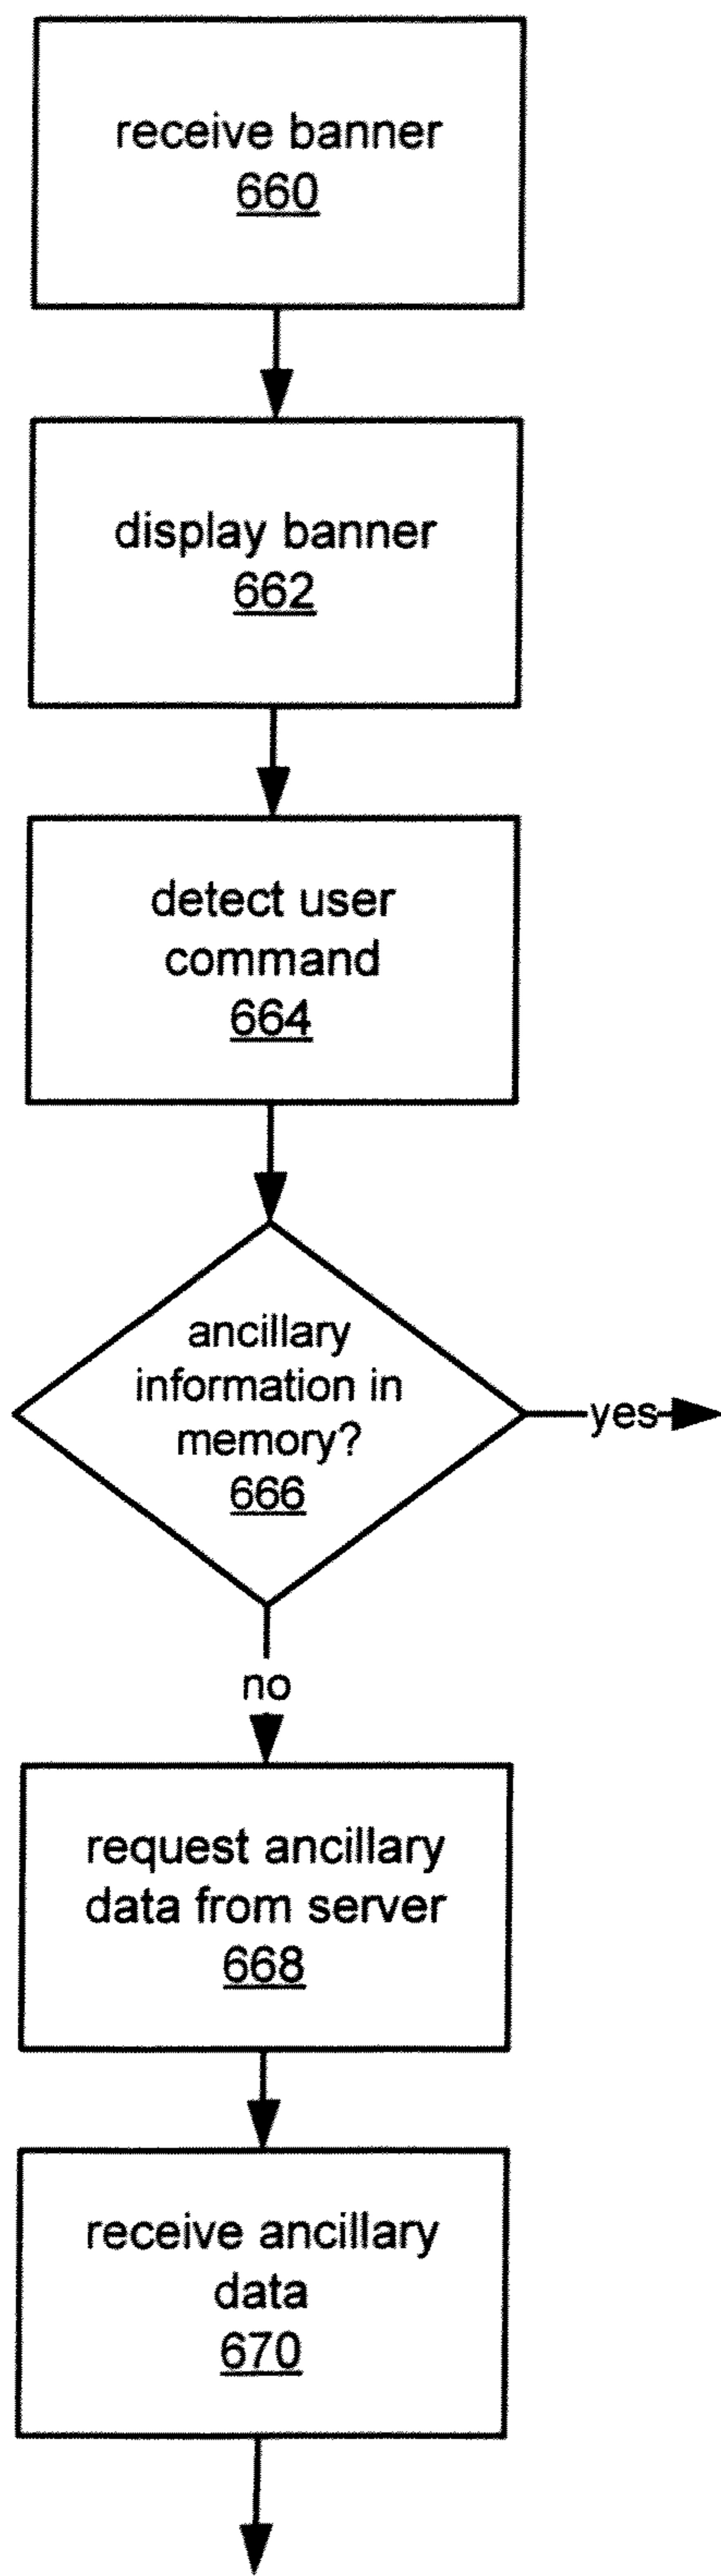 receive banner
660
display banner
662
detect user
command
664
ancillary
information in
memory?
666
yes
no
request ancillary
data from server
668
receive ancillary
data
670